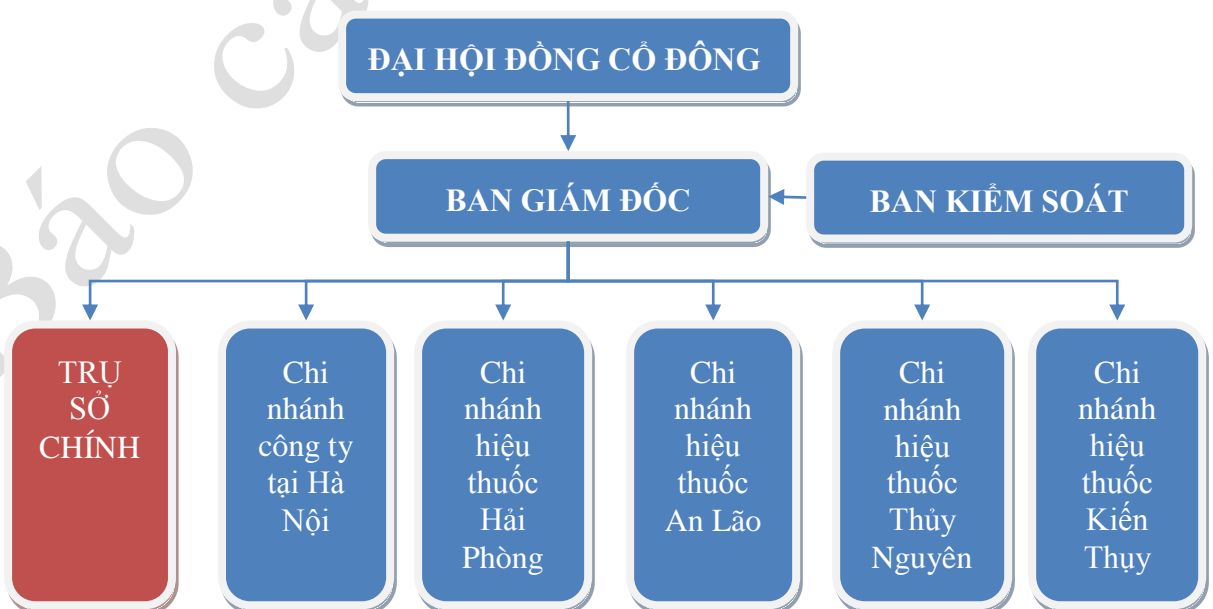 Báo cá
ĐẠI HỘI ĐỒNG CỔ ĐÔNG
BAN GIÁM ĐỐC
BAN KIỂM SOÁT
TRỤ
SỞ
CHÍNH
Chi
nhánh
công ty
tại Hà
Nội
Chi
nhánh
hiệu
thuốc
Hải
Phòng
Chi
nhánh
hiệu
thuốc
An Lão
Chi
nhánh
hiệu
thuốc
Thủy
Nguyên
Chi
nhánh
hiệu
thuốc
Kiến
Thụy